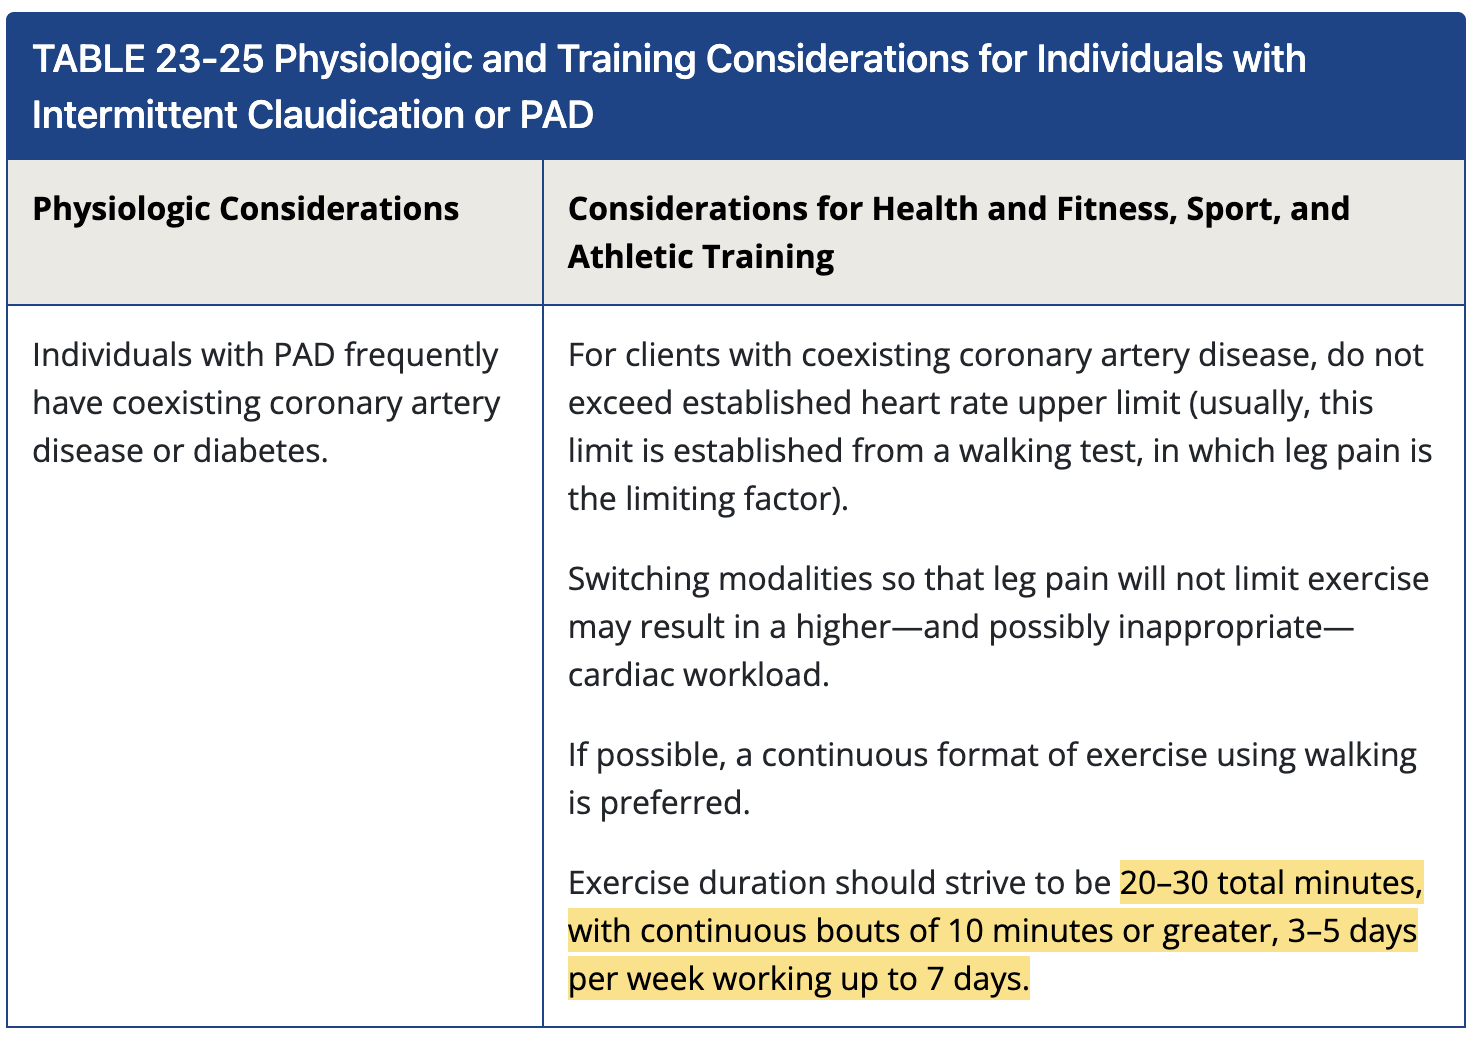 TABLE 23-25 Physiologic and Training Considerations for Individuals with
Intermittent Claudication or PAD
Physiologic Considerations
Considerations for Health and Fitness, Sport, and
Athletic Training
Individuals with PAD frequently
have coexisting coronary artery
disease or diabetes.
For clients with coexisting coronary artery disease, do not
exceed established heart rate upper limit (usually, this
limit is established from a walking test, in which leg pain is
the limiting factor).
Switching modalities so that leg pain will not limit exercise
may result in a higher—and possibly inappropriate—
cardiac workload.
If possible, a continuous format of exercise using walking
is preferred.
Exercise duration should strive to be 20–30 total minutes,
with continuous bouts of 10 minutes or greater, 3–5 days
per week working up to 7 days.